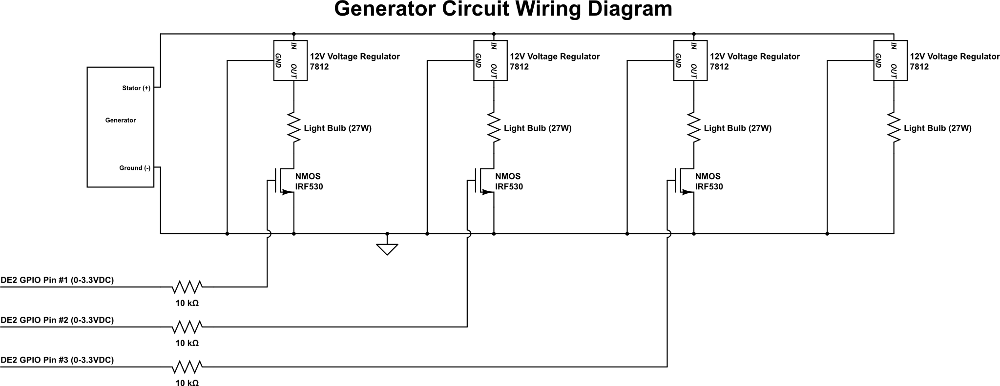 Generator Circuit Wiring Diagram
IN
GND
OUT
12V Voltage Regulator
7812
IN
GND
OUT
12V Voltage Regulator
7812
IN
GND
OUT
12V Voltage Regulator
7812
IN
GND
OUT
12V Voltage Regulator
7812
Stator (+)
Generator
Ground (-)
Light Bulb (27W)
Light Bulb (27W)
Light Bulb (27W)
Light Bulb (27W)
NMOS
IRF530
NMOS
IRF530
NMOS
IRF530
DE2 GPIO Pin #1 (0-3.3VDC)
10 kΩ
DE2 GPIO Pin #2 (0-3.3VDC)
10 kΩ
DE2 GPIO Pin #3 (0-3.3VDC)
10 kΩ